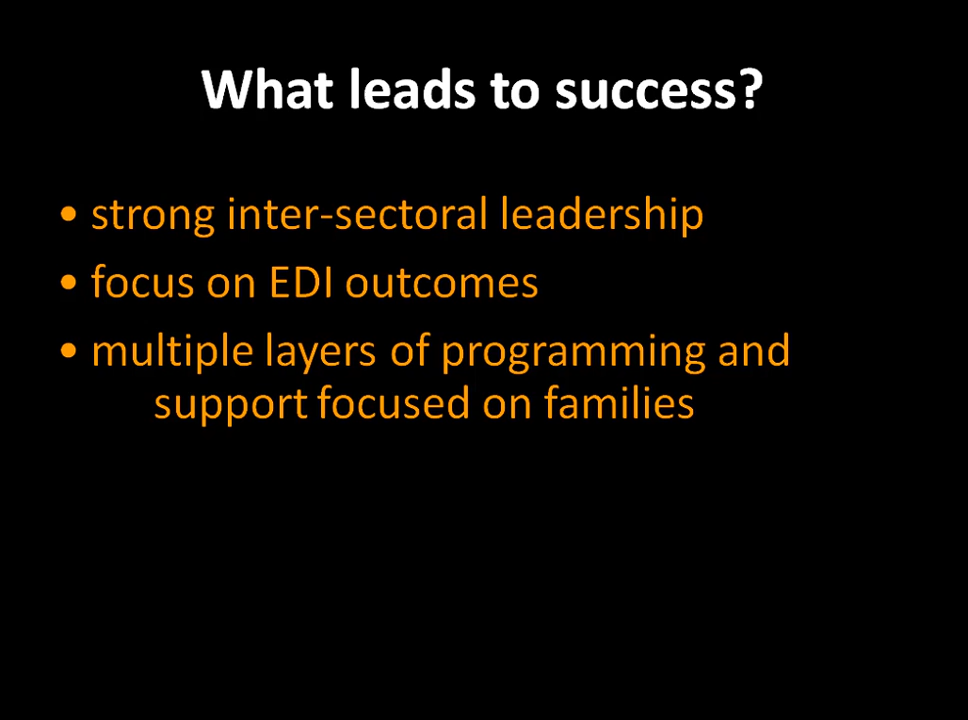 What leads to success?
• strong inter-sectoral leadership
• focus on EDI outcomes
• multiple layers of programming and
support focused on families